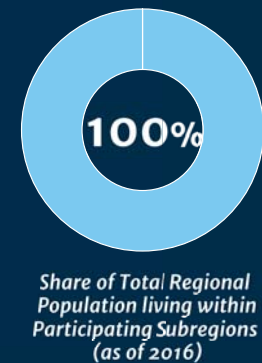 100%
Share of Total Regional
Population living within
Participating Subregions
(as of 2016)